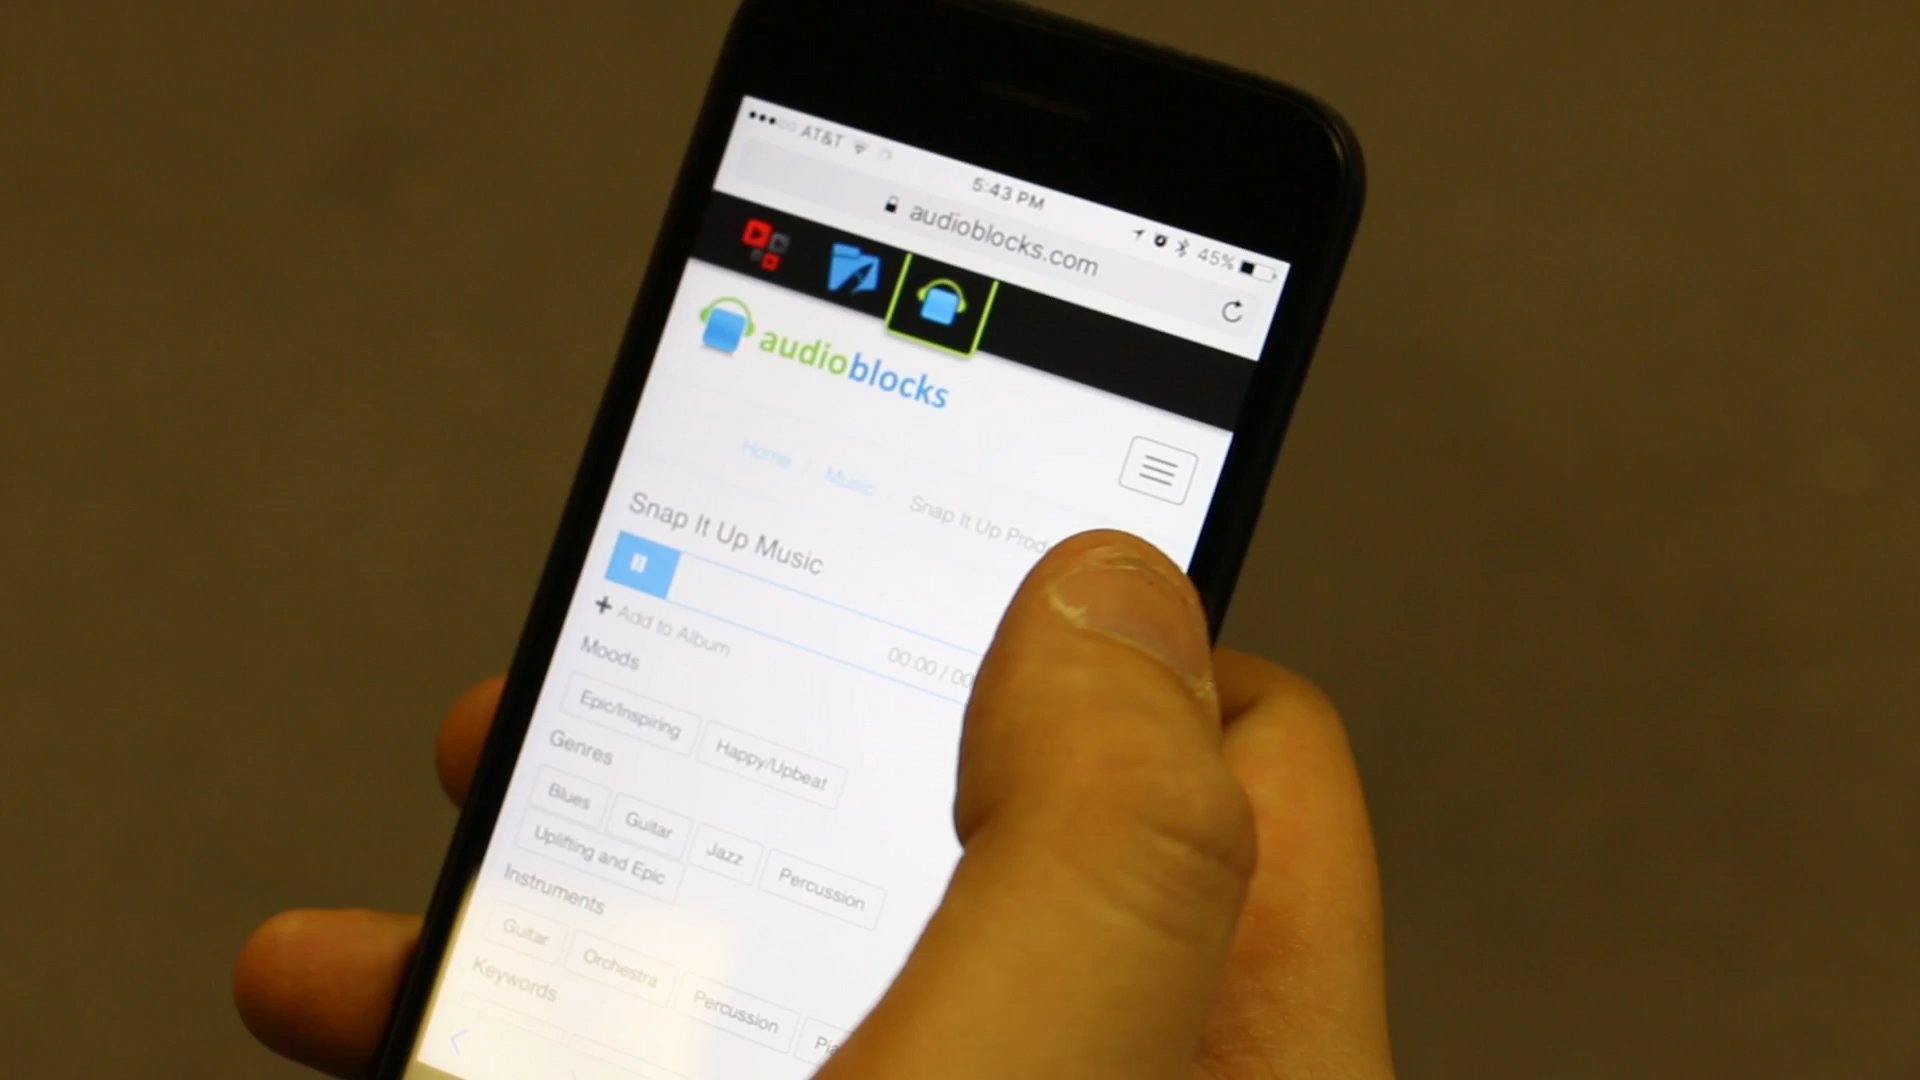 AT&T
5:43 PM
45%
audioblocks.com
audioblocks
Home / Music Snap It Up
Snap It Up Music
00:00 /
+ Add to Album
Moods
Epic/Inspiring Happy/Upbeat
Genres
Blues Guitar Jazz Percussion
Uplifting and Epic
Instruments
Guitar Orchestra Percussion
Keywords